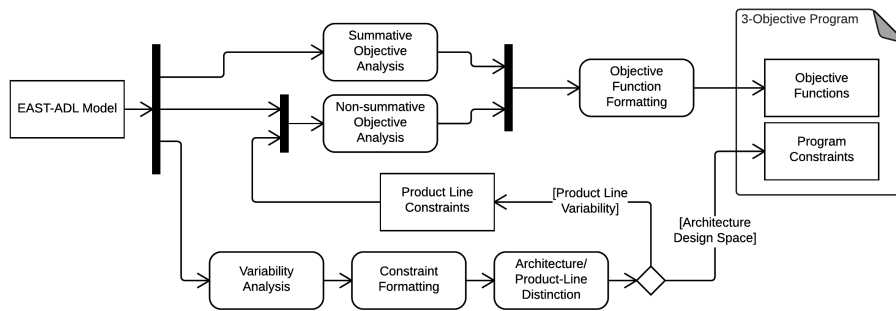 3-Objective Program
Summative
Objective
Analysis
Objective
Function
Formatting
Objective
Functions
EAST-ADL Model
Non-summative
Objective
Analysis
Program
Constraints
Product Line
Constraints
[Product Line
Variability]
[Architecture
Design Space]
Variability
Analysis
Constraint
Formatting
Architecture/
Product-Line
Distinction